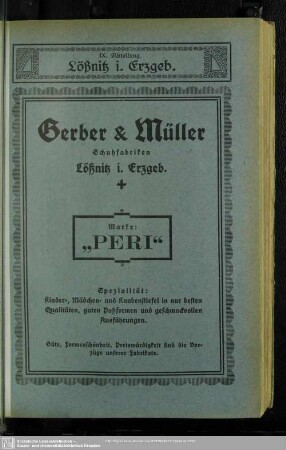 IX. Abteilung.
Lößnitz i. Erzgeb.
Gerber & Müller
Schuhfabriken
Lößnitz i. Erzgeb.
Marke:
„PERI“
Spezialität:
Kinder-, Mädchen- und Knabenstiefel in nur besten
Qualitäten, guten Paßformen und geschmackvollen
Ausführungen.
Güte, Formenschönheit, Preiswürdigkeit sind die Vor-
züge unserer Fabrikate.